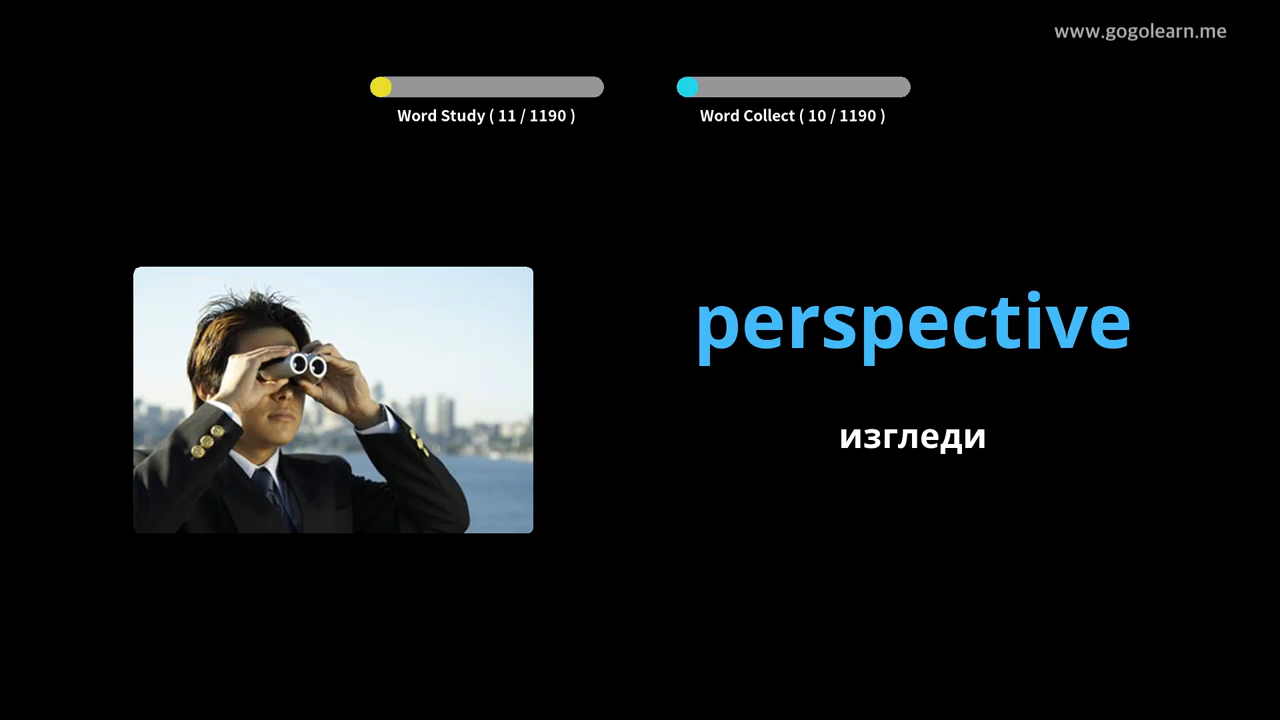 www.gogolearn.me
Word Study ( 11 / 1190 )
Word Collect ( 10 / 1190 )
perspective
изгледи